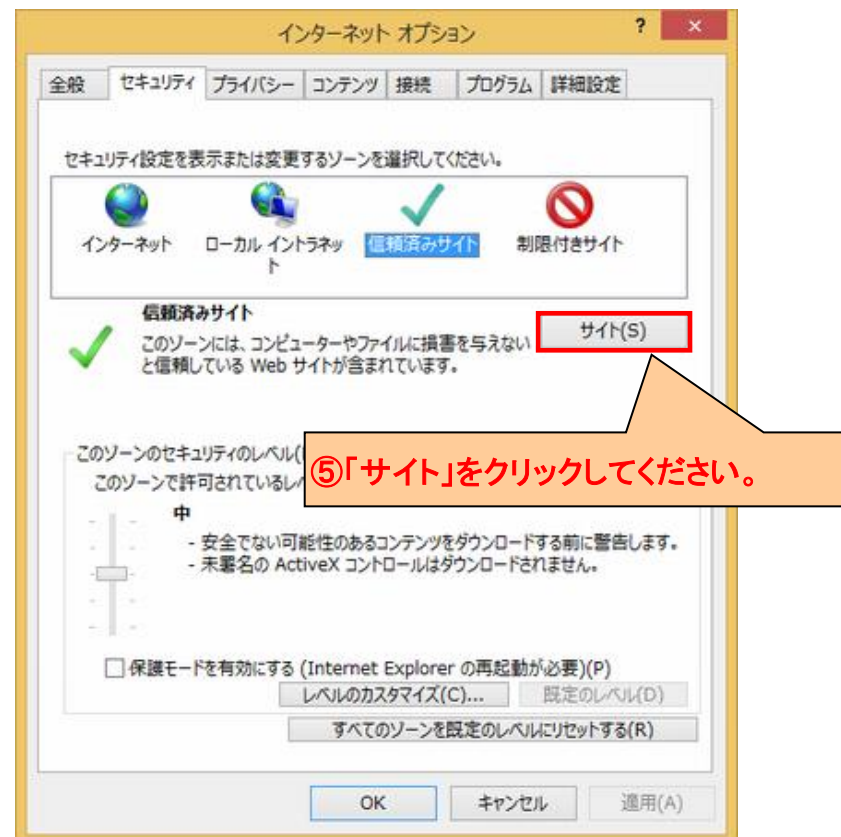 インターネット オプション
?
×
全般 セキュリティ プライバシー コンテンツ 接続 プログラム 詳細設定
セキュリティ設定を表示または変更するゾーンを選択してください。
インターネット
ローカル イントラネッ
ト
信頼済みサイト
制限付きサイト
信頼済みサイト
このゾーンには、コンピューターやファイルに損害を与えない
と信頼している Web サイトが含まれています。
サイト(S)
⑤「サイト」をクリックしてください。
このゾーンのセキュリティのレベル(
このゾーンで許可されているレ
中
- 安全でない可能性のあるコンテンツをダウンロードする前に警告します。
- 未署名の ActiveX コントロールはダウンロードされません。
保護モードを有効にする (Internet Explorer の再起動が必要)(P)
レベルのカスタマイズ(C)...
既定のレベル(D)
すべてのゾーンを既定のレベルにリセットする(R)
OK
キャンセル
適用(A)